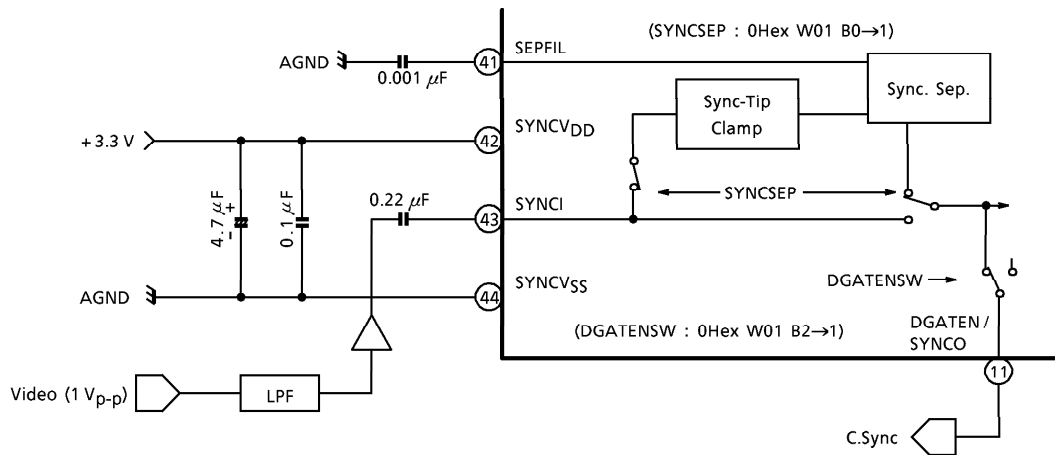 SEPFIL
(SYNCSEP : 0Hex W01 B0→1)
AGND
0.001 µF
41
Sync. Sep.
Sync-Tip
Clamp
+3.3 V
42
SYNCVDD
4.7 µF
+
-
0.1 µF
0.22 µF
43
SYNCI
SYNCSEP
AGND
44
SYNCVSS
DGATENSW
(DGATENSW : 0Hex W01 B2→1)
DGATEN /
SYNCO
11
Video (1 Vp-p)
LPF
C.Sync